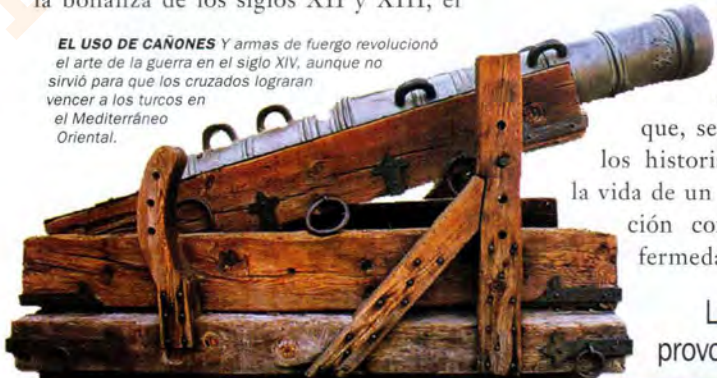 la bonanza de los siglos XII y XIII, el
EL USO DE CAÑONES Y armas de fuergo revolucionó
el arte de la guerra en el siglo XIV, aunque no
sirvió para que los cruzados lograran
vencer a los turcos en
el Mediterráneo
Oriental.
que, se
los histori
la vida de un
ción co
fermeda
L
provo